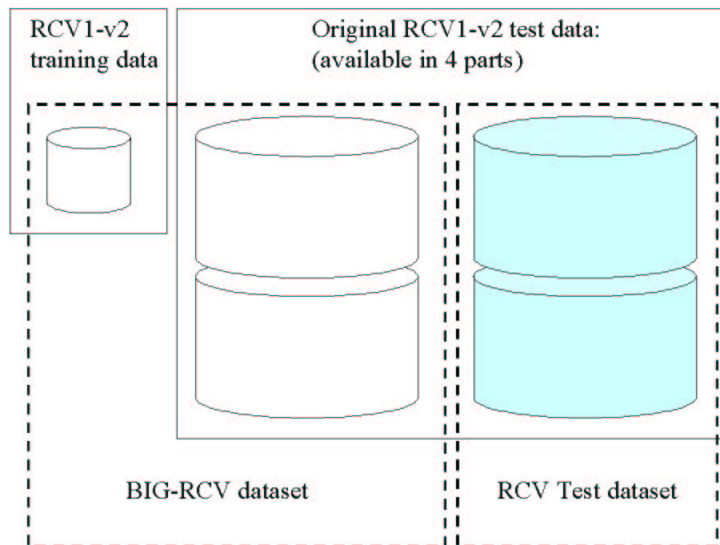 RCV1-v2
training data
Original RCV1-v2 test data:
(available in 4 parts)
BIG-RCV dataset
RCV Test dataset